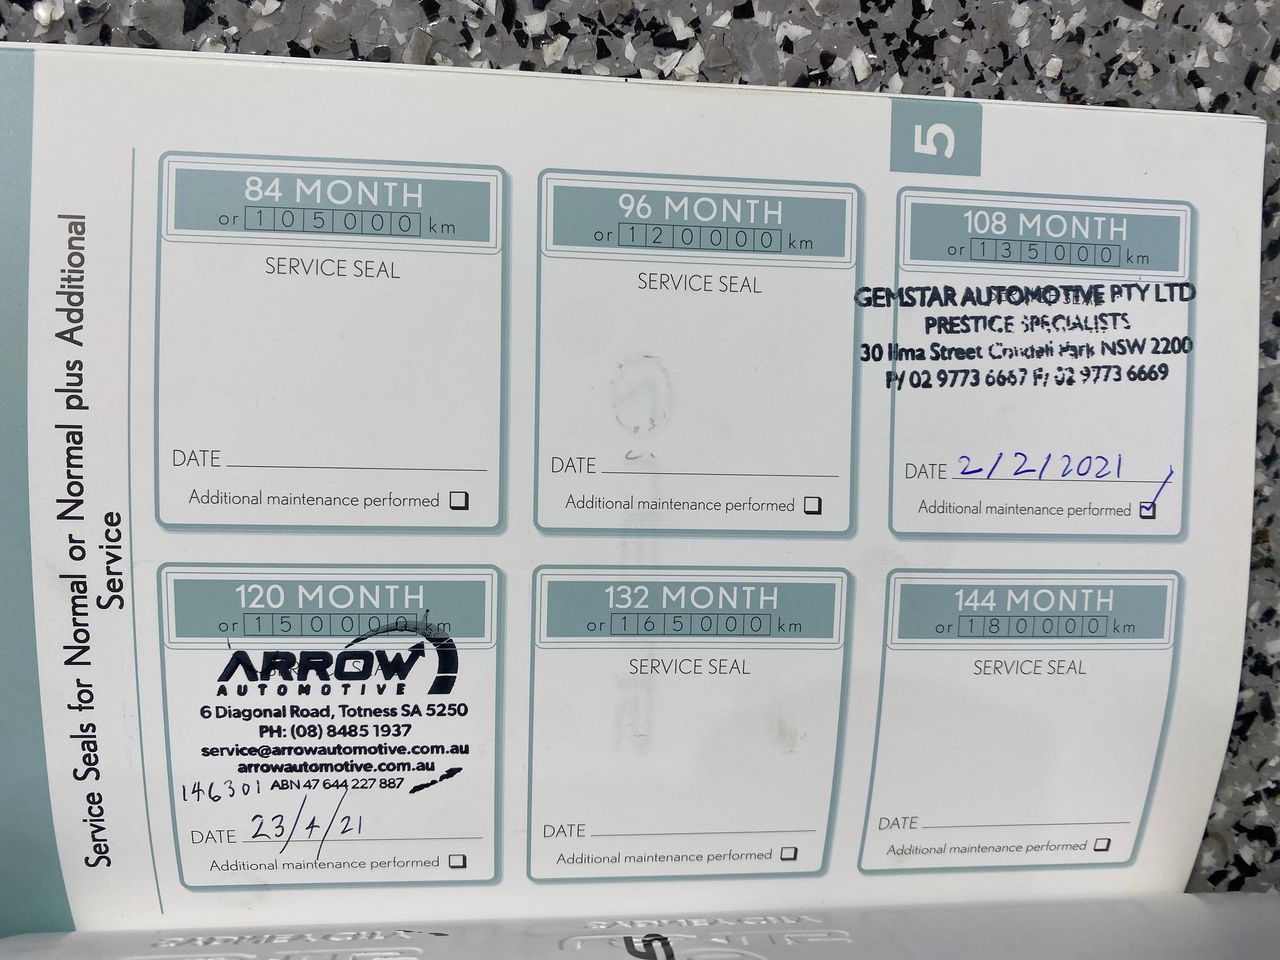 5
Service Seals for Normal or Normal plus Additional
Service
84 MONTH
or 105000 km
SERVICE SEAL
DATE
Additional maintenance performed
96 MONTH
or 120000 km
SERVICE SEAL
DATE
Additional maintenance performed
108 MONTH
or 135000 km
GEMSTAR AUTOMOTIVE PTY LTD
PRESTICE SPECIALISTS
30 Ilma Street Condell Park NSW 2200
P/ 02 9773 6667 F/ 02 9773 6669
DATE 2/2/2021
Additional maintenance performed
120 MONTH
or 150000 km
ARROW
AUTOMOTIVE
6 Diagonal Road, Totness SA 5250
PH: (08) 8485 1937
service@arrowautomotive.com.au
arrowautomotive.com.au
146301 ABN 47 644 227 887
DATE 23/4/21
Additional maintenance performed
132 MONTH
or 165000 km
SERVICE SEAL
DATE
Additional maintenance performed
144 MONTH
or 180000 km
SERVICE SEAL
DATE
Additional maintenance performed